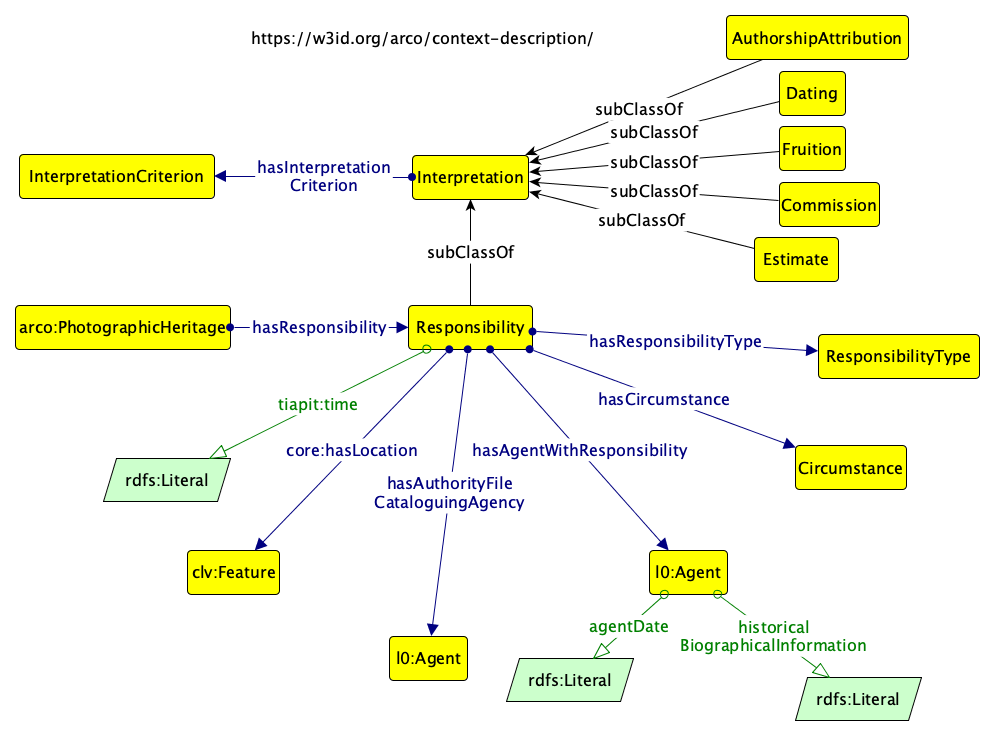 https://w3id.org/arco/context-description/
AuthorshipAttribution
Dating
subClassOf
subClassOf
Fruition
subClassOf
hasInterpretation
Criterion
InterpretationCriterion
Interpretation
subClassOf
Commission
subClassOf
Estimate
subClassOf
arco:PhotographicHeritage
hasResponsibility
Responsibility
hasResponsibilityType
ResponsibilityType
tiapit:time
hasCircumstance
core:hasLocation
hasAgentWithResponsibility
Circumstance
rdfs:Literal
hasAuthorityFile
CataloguingAgency
clv:Feature
l0:Agent
agentDate
historical
BiographicalInformation
l0:Agent
rdfs:Literal
rdfs:Literal